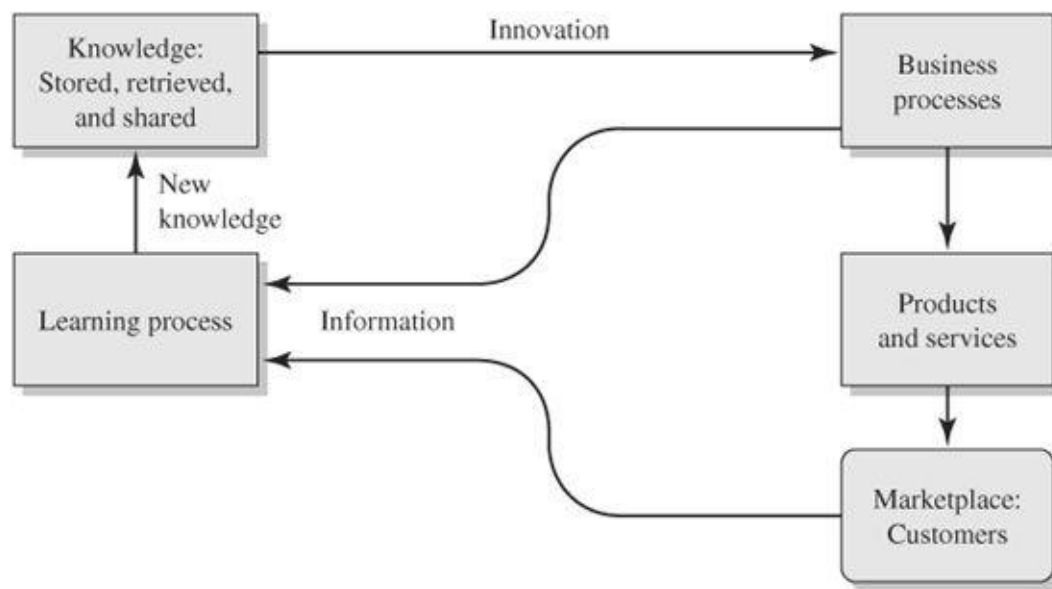 Knowledge:
Stored, retrieved,
and shared
Innovation
Business
processes
New
knowledge
Learning process
Information
Products
and services
Marketplace:
Customers